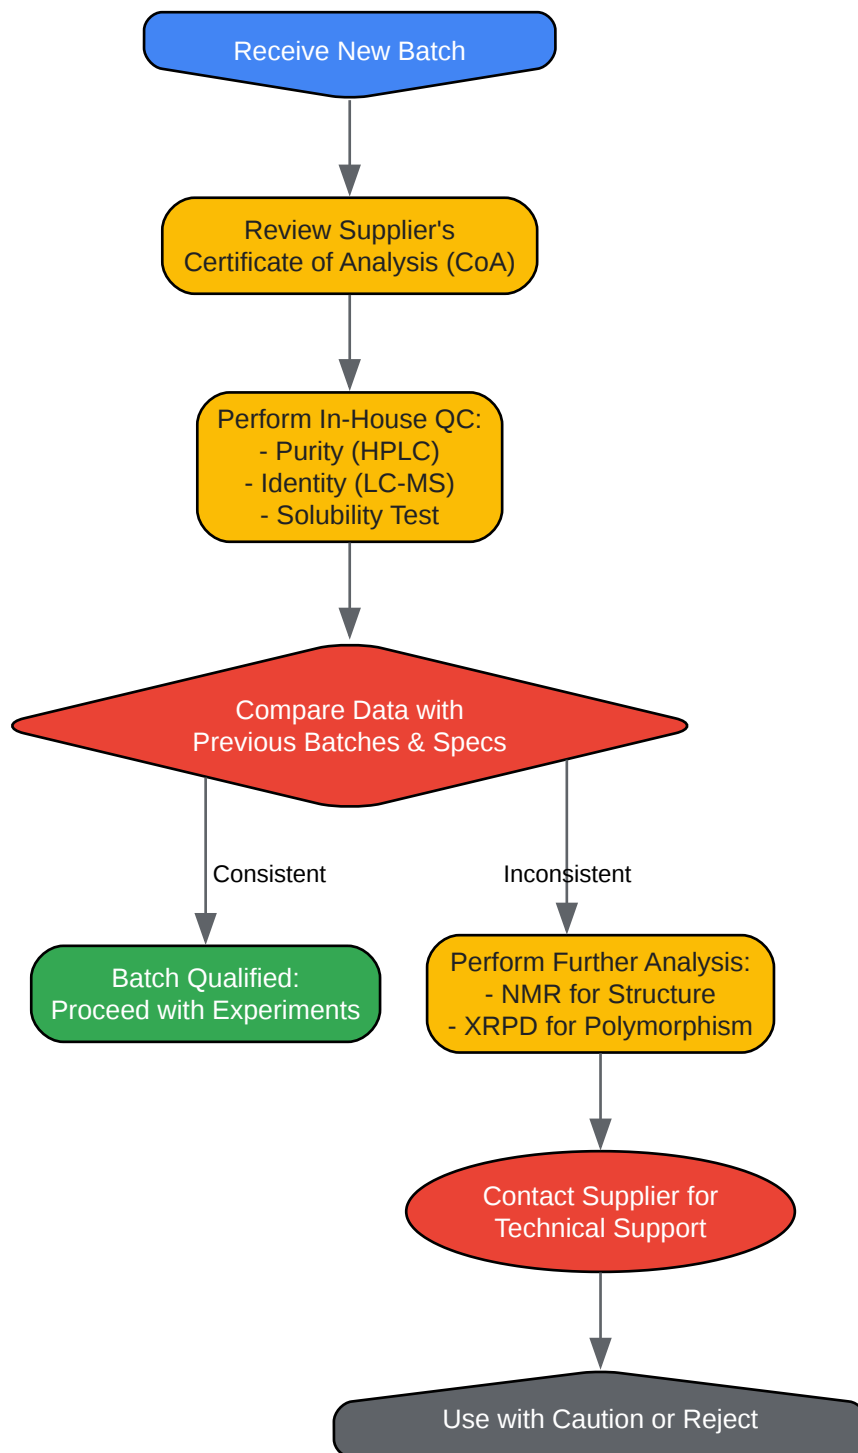 Receive New Batch
Review Supplier's
Certificate of Analysis (CoA)
Perform In-House QC:
- Purity (HPLC)
- Identity (LC-MS)
- Solubility Test
Compare Data with
Previous Batches & Specs
Consistent
Inconsistent
Batch Qualified:
Proceed with Experiments
Perform Further Analysis:
- NMR for Structure
- XRPD for Polymorphism
Contact Supplier for
Technical Support
Use with Caution or Reject